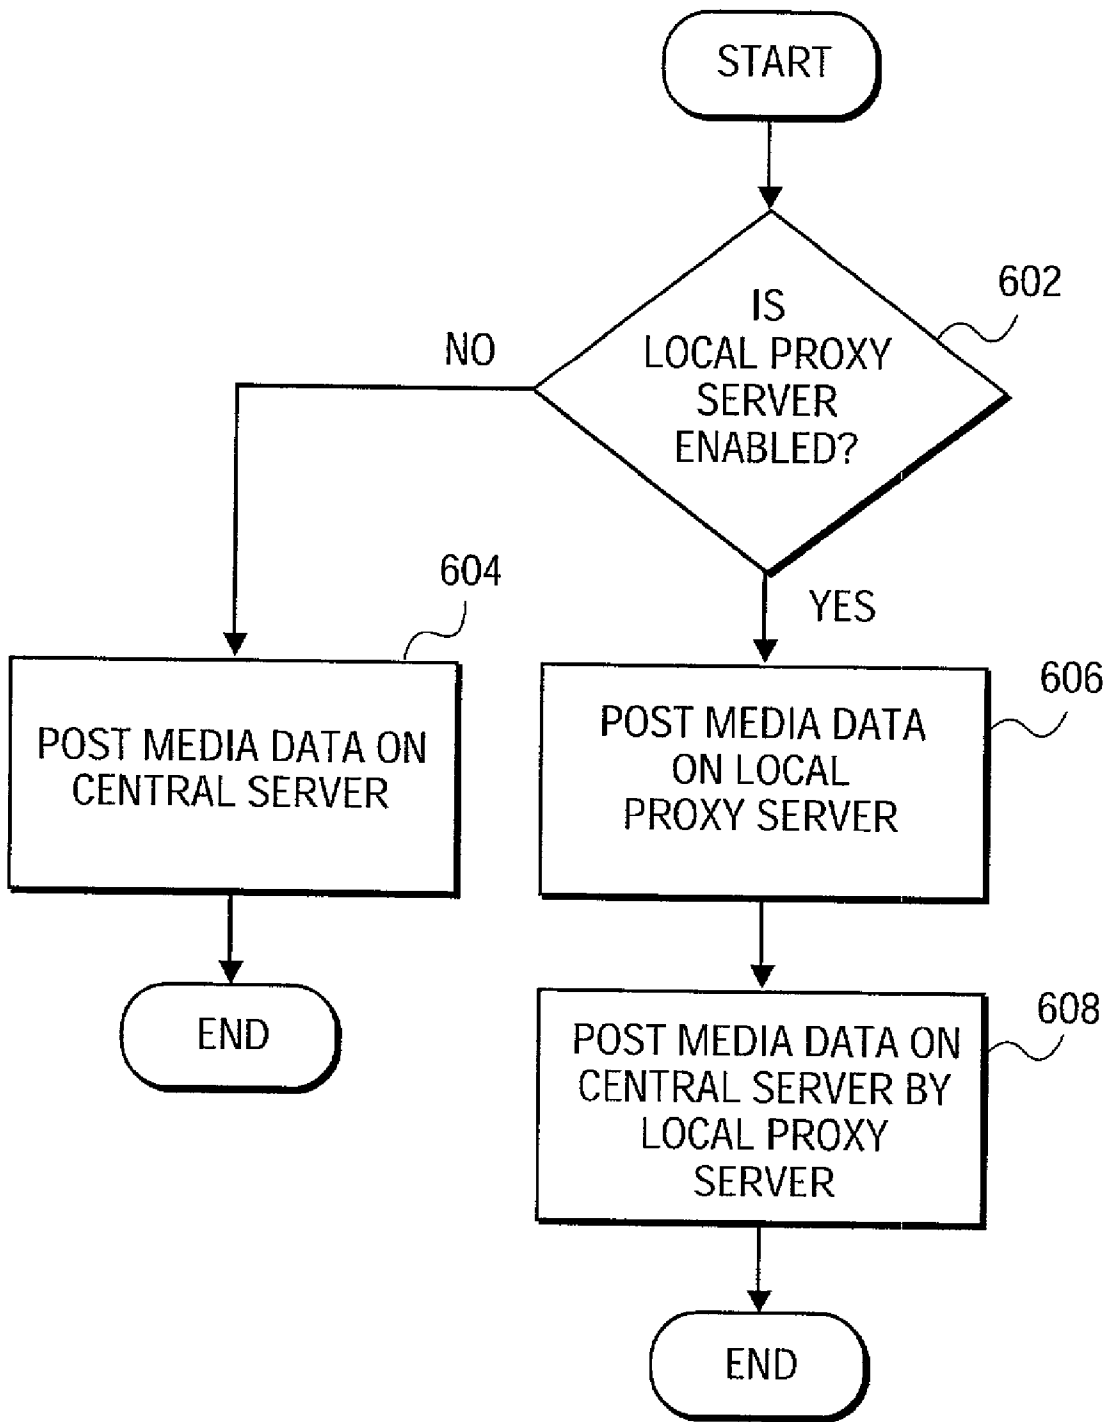 START
602
IS
LOCAL PROXY
SERVER
ENABLED?
NO
YES
604
POST MEDIA DATA ON
CENTRAL SERVER
END
606
POST MEDIA DATA
ON LOCAL
PROXY SERVER
608
POST MEDIA DATA ON
CENTRAL SERVER BY
LOCAL PROXY
SERVER
END